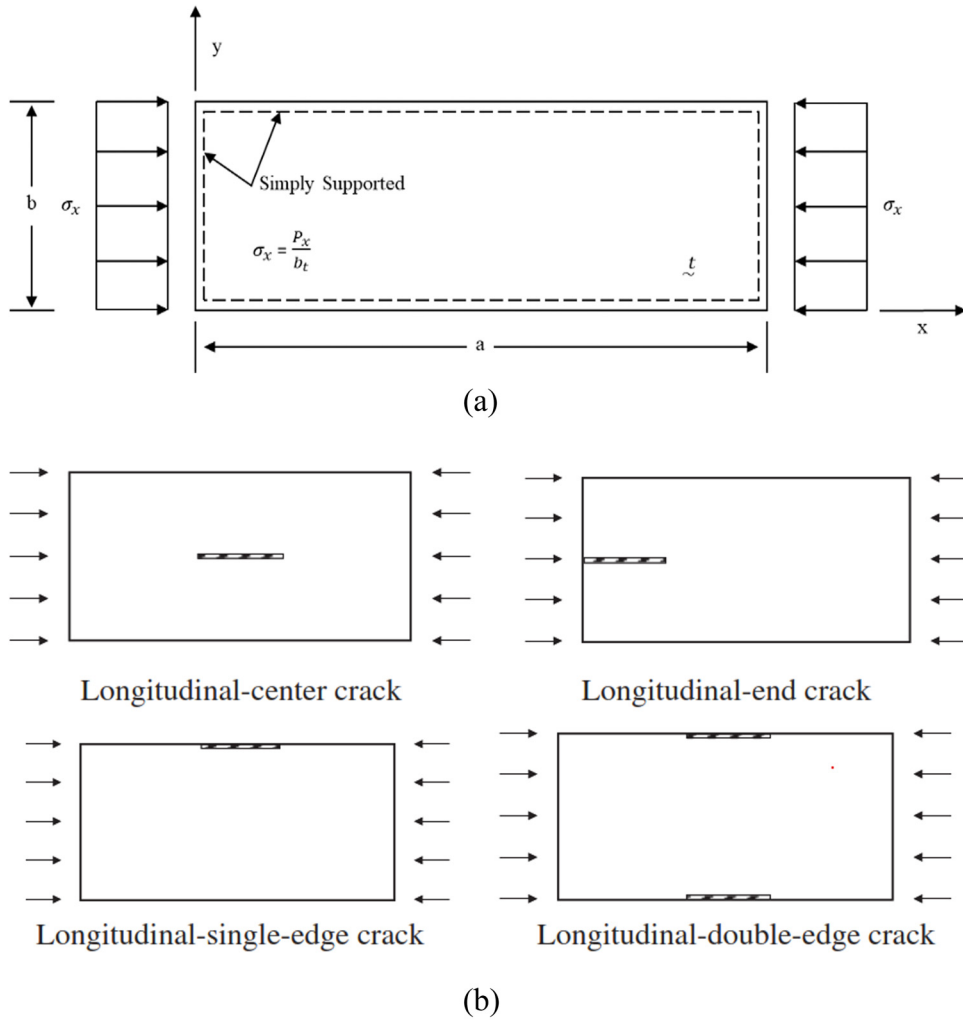 y
b
σₓ
Simply Supported
σₓ = Pₓ / b_t
t
σₓ
x
a
(a)
Longitudinal-center crack
Longitudinal-end crack
Longitudinal-single-edge crack
Longitudinal-double-edge crack
(b)